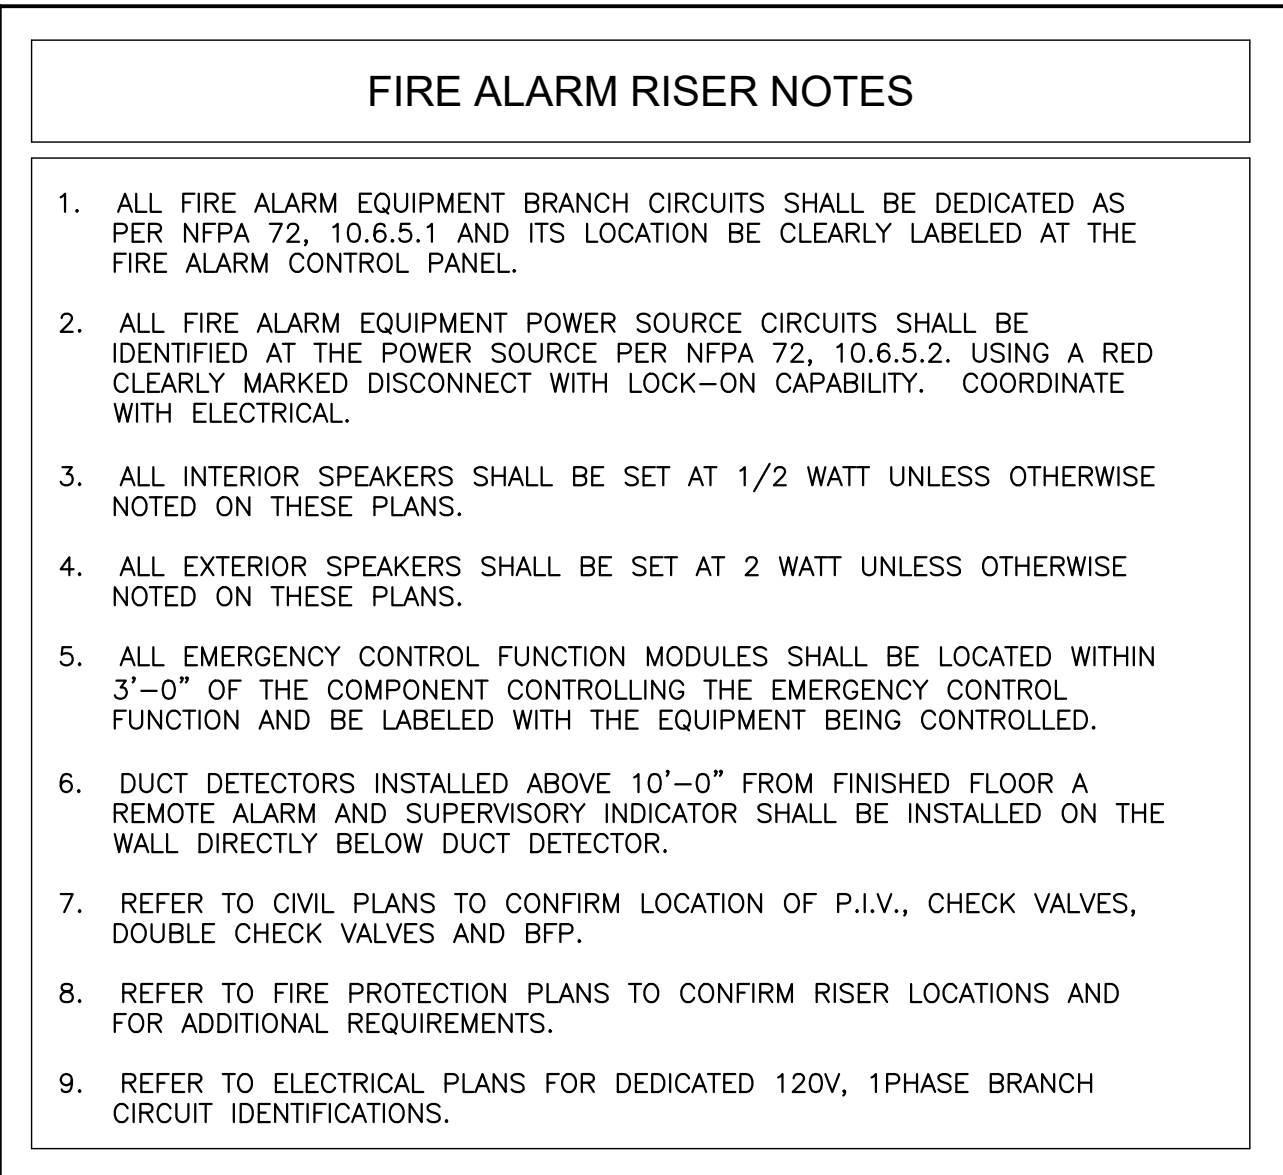 FIRE ALARM RISER NOTES
1. ALL FIRE ALARM EQUIPMENT BRANCH CIRCUITS SHALL BE DEDICATED AS
PER NFPA 72, 10.6.5.1 AND ITS LOCATION BE CLEARLY LABELED AT THE
FIRE ALARM CONTROL PANEL.
2. ALL FIRE ALARM EQUIPMENT POWER SOURCE CIRCUITS SHALL BE
IDENTIFIED AT THE POWER SOURCE PER NFPA 72, 10.6.5.2. USING A RED
CLEARLY MARKED DISCONNECT WITH LOCK–ON CAPABILITY. COORDINATE
WITH ELECTRICAL.
3. ALL INTERIOR SPEAKERS SHALL BE SET AT 1/2 WATT UNLESS OTHERWISE
NOTED ON THESE PLANS.
4. ALL EXTERIOR SPEAKERS SHALL BE SET AT 2 WATT UNLESS OTHERWISE
NOTED ON THESE PLANS.
5. ALL EMERGENCY CONTROL FUNCTION MODULES SHALL BE LOCATED WITHIN
3'–0" OF THE COMPONENT CONTROLLING THE EMERGENCY CONTROL
FUNCTION AND BE LABELED WITH THE EQUIPMENT BEING CONTROLLED.
6. DUCT DETECTORS INSTALLED ABOVE 10'–0" FROM FINISHED FLOOR A
REMOTE ALARM AND SUPERVISORY INDICATOR SHALL BE INSTALLED ON THE
WALL DIRECTLY BELOW DUCT DETECTOR.
7. REFER TO CIVIL PLANS TO CONFIRM LOCATION OF P.I.V., CHECK VALVES,
DOUBLE CHECK VALVES AND BFP.
8. REFER TO FIRE PROTECTION PLANS TO CONFIRM RISER LOCATIONS AND
FOR ADDITIONAL REQUIREMENTS.
9. REFER TO ELECTRICAL PLANS FOR DEDICATED 120V, 1PHASE BRANCH
CIRCUIT IDENTIFICATIONS.